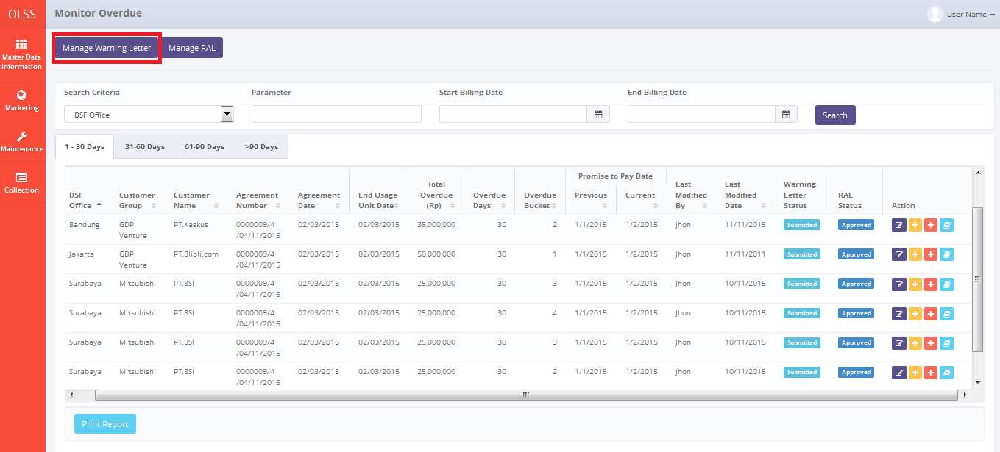 OLSS
Monitor Overdue
User Name
Master Data
Information
Marketing
Maintenance
Collection
Manage Warning Letter
Manage RAL
Search Criteria
Parameter
Start Billing Date
End Billing Date
DSF Office
Search
1 - 30 Days
31-60 Days
61-90 Days
>90 Days
DSF
Office
Customer
Group
Customer
Name
Agreement
Number
Agreement
Date
End Usage
Unit Date
Total
Overdue
(Rp)
Overdue
Days
Overdue
Bucket
Promise to Pay Date
Previous
Current
Last
Modified
By
Last
Modified
Date
Warning
Letter
Status
RAL
Status
Action
Bandung GDP PT.Kaskus 0000009/4 02/03/2015 02/03/2015 35,000,000 30 2 1/1/2015 1/2/2015 Jhon 11/11/2015 Submitted Approved
Venture /04/11/2015
Jakarta GDP PT.Blibli.com 0000009/4 02/03/2015 02/03/2015 50,000,000 30 1 1/1/2015 1/2/2015 Jhon 11/11/2011 Submitted Approved
Venture /04/11/2015
Surabaya Mitsubishi PT.BSI 0000009/4 02/03/2015 02/03/2015 25,000,000 30 3 1/1/2015 1/2/2015 Jhon 10/11/2015 Submitted Approved
/04/11/2015
Surabaya Mitsubishi PT.BSI 0000009/4 02/03/2015 02/03/2015 25,000,000 30 4 1/1/2015 1/2/2015 Jhon 10/11/2015 Submitted Approved
/04/11/2015
Surabaya Mitsubishi PT.BSI 0000009/4 02/03/2015 02/03/2015 25,000,000 30 3 1/1/2015 1/2/2015 Jhon 10/11/2015 Submitted Approved
/04/11/2015
Surabaya Mitsubishi PT.BSI 0000009/4 02/03/2015 02/03/2015 25,000,000 30 2 1/1/2015 1/2/2015 Jhon 10/11/2015 Submitted Approved
/04/11/2015
Print Report